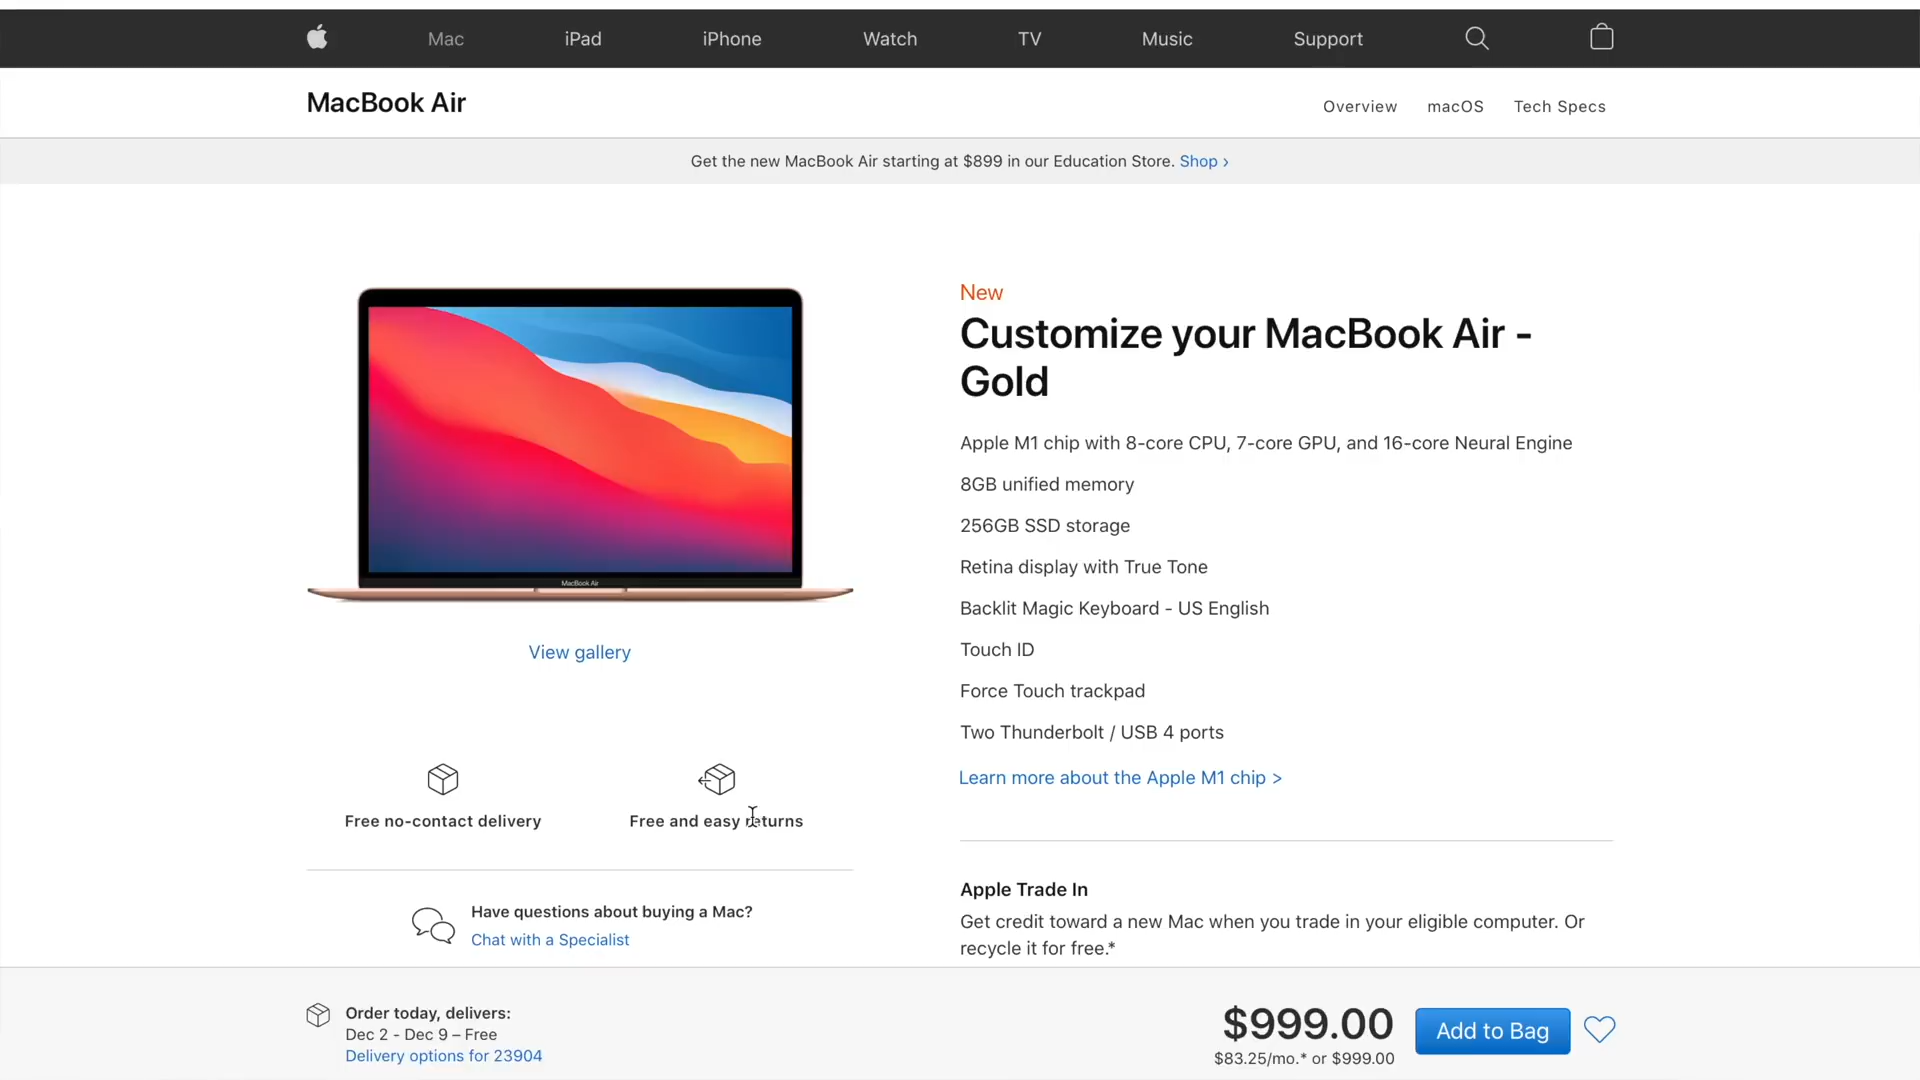 Mac
iPad
iPhone
Watch
TV
Music
Support
MacBook Air
Overview
macOS
Tech Specs
Get the new MacBook Air starting at $899 in our Education Store. Shop ›
MacBook Air
View gallery
Free no-contact delivery
Free and easy returns
Have questions about buying a Mac?
Chat with a Specialist
New
Customize your MacBook Air -
Gold
Apple M1 chip with 8-core CPU, 7-core GPU, and 16-core Neural Engine
8GB unified memory
256GB SSD storage
Retina display with True Tone
Backlit Magic Keyboard - US English
Touch ID
Force Touch trackpad
Two Thunderbolt / USB 4 ports
Learn more about the Apple M1 chip >
Apple Trade In
Get credit toward a new Mac when you trade in your eligible computer. Or
recycle it for free.*
Order today, delivers:
Dec 2 - Dec 9 – Free
Delivery options for 23904
$999.00
$83.25/mo.* or $999.00
Add to Bag